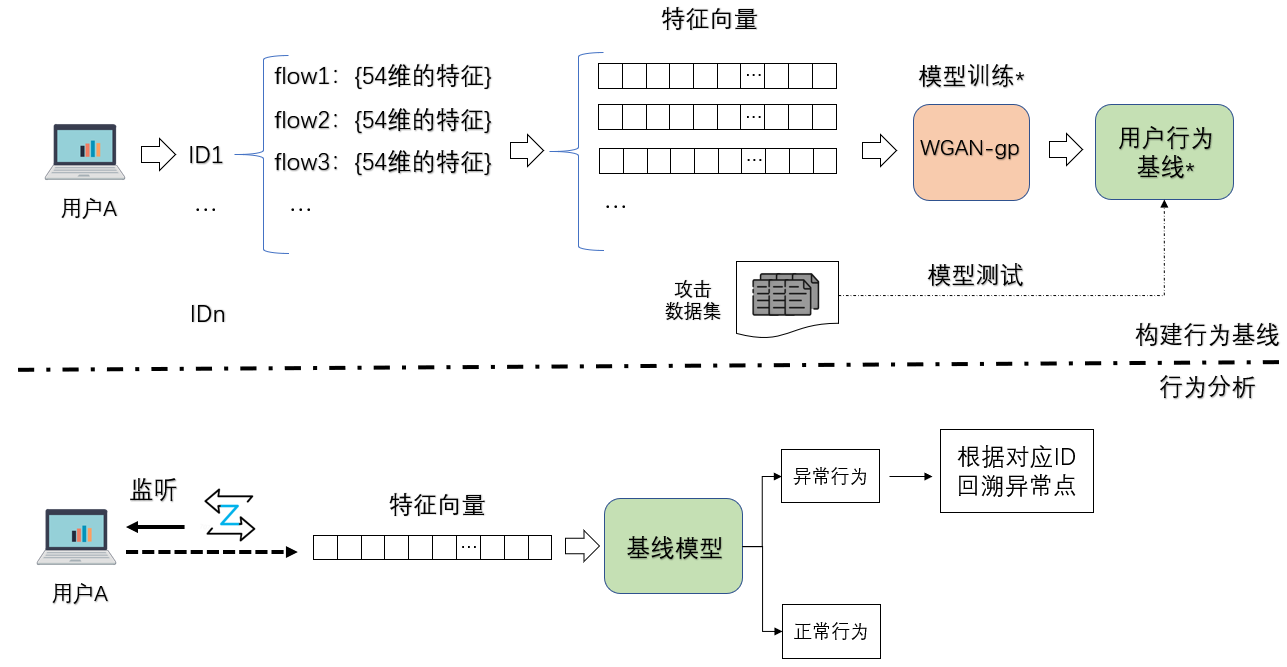 特征向量
flow1：{54维的特征}
flow2：{54维的特征}
flow3：{54维的特征}
…
ID1
…
IDn
用户A
…
…
…
…
模型训练*
WGAN-gp
用户行为
基线*
攻击
数据集
模型测试
构建行为基线
行为分析
监听
Z
用户A
特征向量
…
基线模型
异常行为
正常行为
根据对应ID
回溯异常点